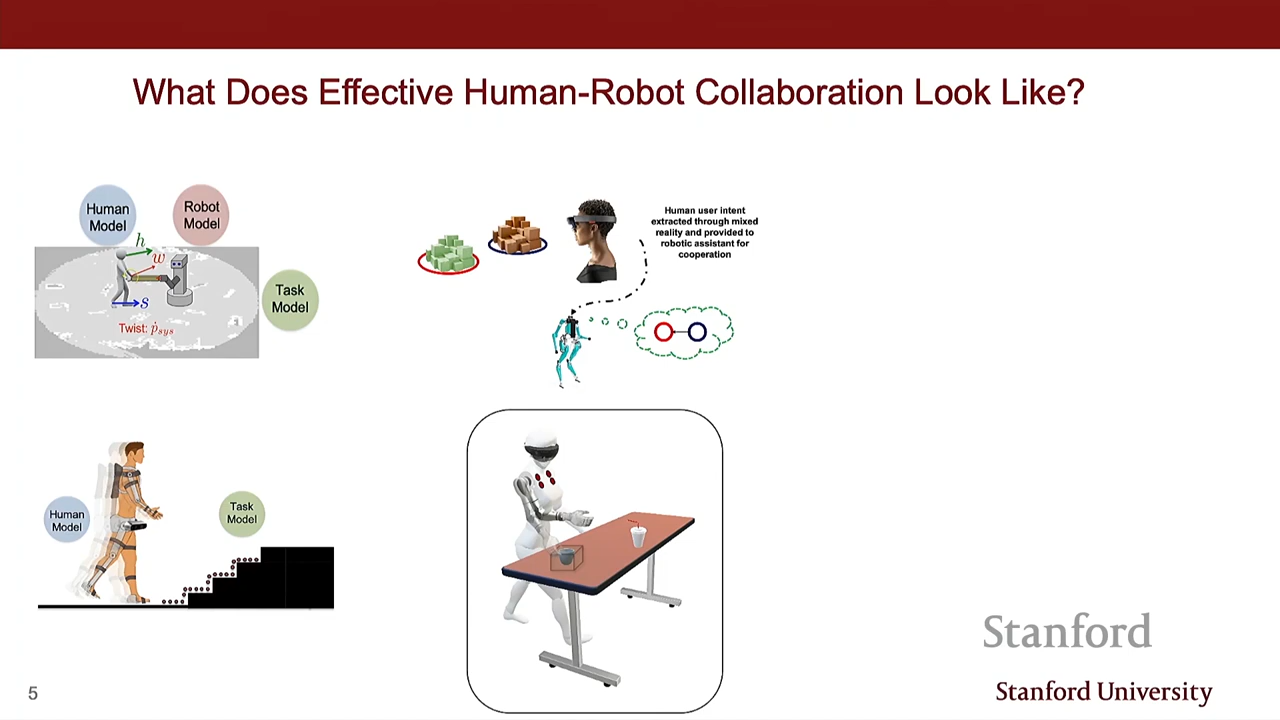 What Does Effective Human-Robot Collaboration Look Like?
Human
Model
Robot
Model
h
w
s
Twist: ṗsys
Task
Model
Human user intent
extracted through mixed
reality and provided to
robotic assistant for
cooperation
Human
Model
Task
Model
Stanford
Stanford University
5